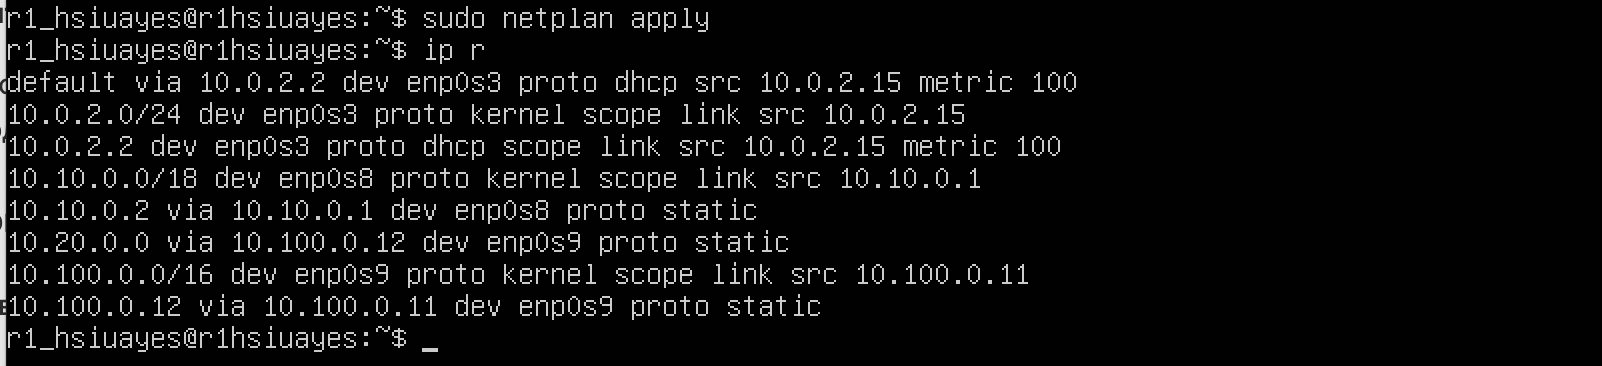 r1_hsiuayes@r1hsiuayes:~$ sudo netplan apply
r1_hsiuayes@r1hsiuayes:~$ ip r
default via 10.0.2.2 dev enp0s3 proto dhcp src 10.0.2.15 metric 100
10.0.2.0/24 dev enp0s3 proto kernel scope link src 10.0.2.15
10.0.2.2 dev enp0s3 proto dhcp scope link src 10.0.2.15 metric 100
10.10.0.0/18 dev enp0s8 proto kernel scope link src 10.10.0.1
10.10.0.2 via 10.10.0.1 dev enp0s8 proto static
10.20.0.0 via 10.100.0.12 dev enp0s9 proto static
10.100.0.0/16 dev enp0s9 proto kernel scope link src 10.100.0.11
10.100.0.12 via 10.100.0.11 dev enp0s9 proto static
r1_hsiuayes@r1hsiuayes:~$ _